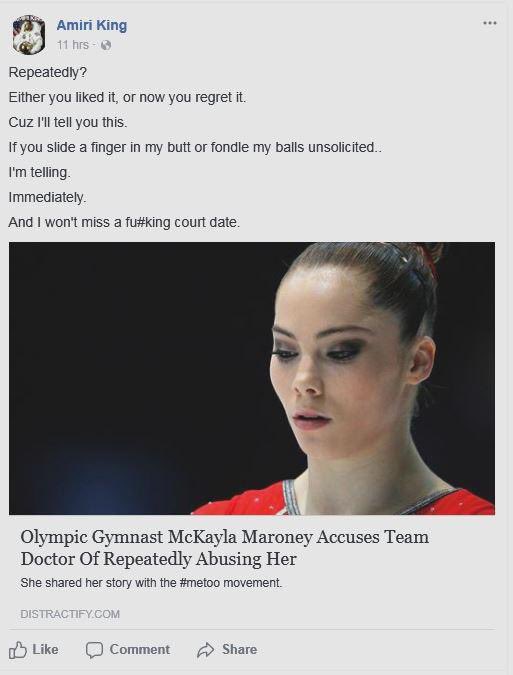 Amiri King
11 hrs ·
Repeatedly?
Either you liked it, or now you regret it.
Cuz I'll tell you this.
If you slide a finger in my butt or fondle my balls unsolicited..
I'm telling.
Immediately.
And I won't miss a fu#king court date.
Olympic Gymnast McKayla Maroney Accuses Team
Doctor Of Repeatedly Abusing Her
She shared her story with the #metoo movement.
DISTRACTIFY.COM
Like Comment Share